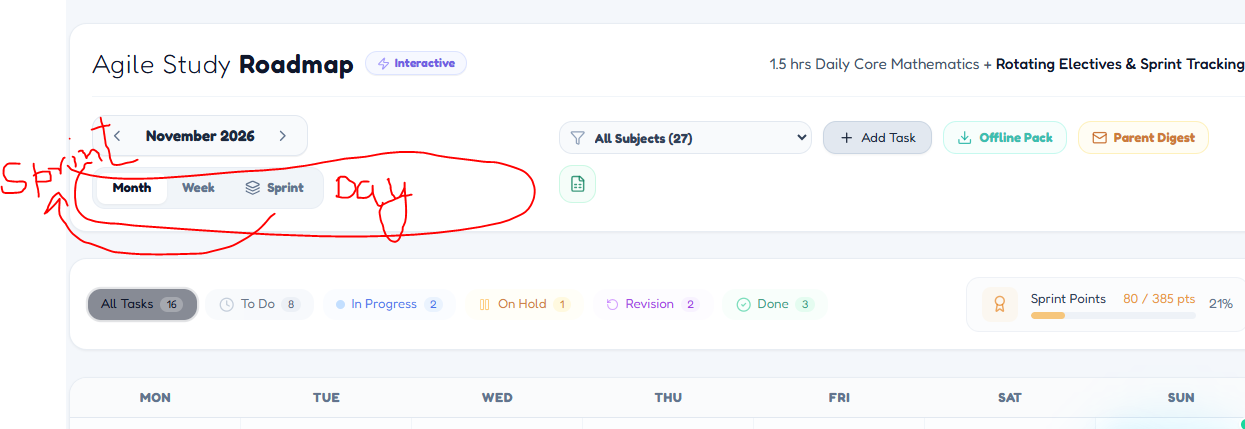 Agile Study Roadmap Interactive
1.5 hrs Daily Core Mathematics + Rotating Electives & Sprint Tracking
November 2026
All Subjects (27) Add Task Offline Pack Parent Digest
Sprint
Month Week Sprint Day
All Tasks 16 To Do 8 In Progress 2 On Hold 1 Revision 2 Done 3
Sprint Points 80 / 385 pts 21%
MON TUE WED THU FRI SAT SUN